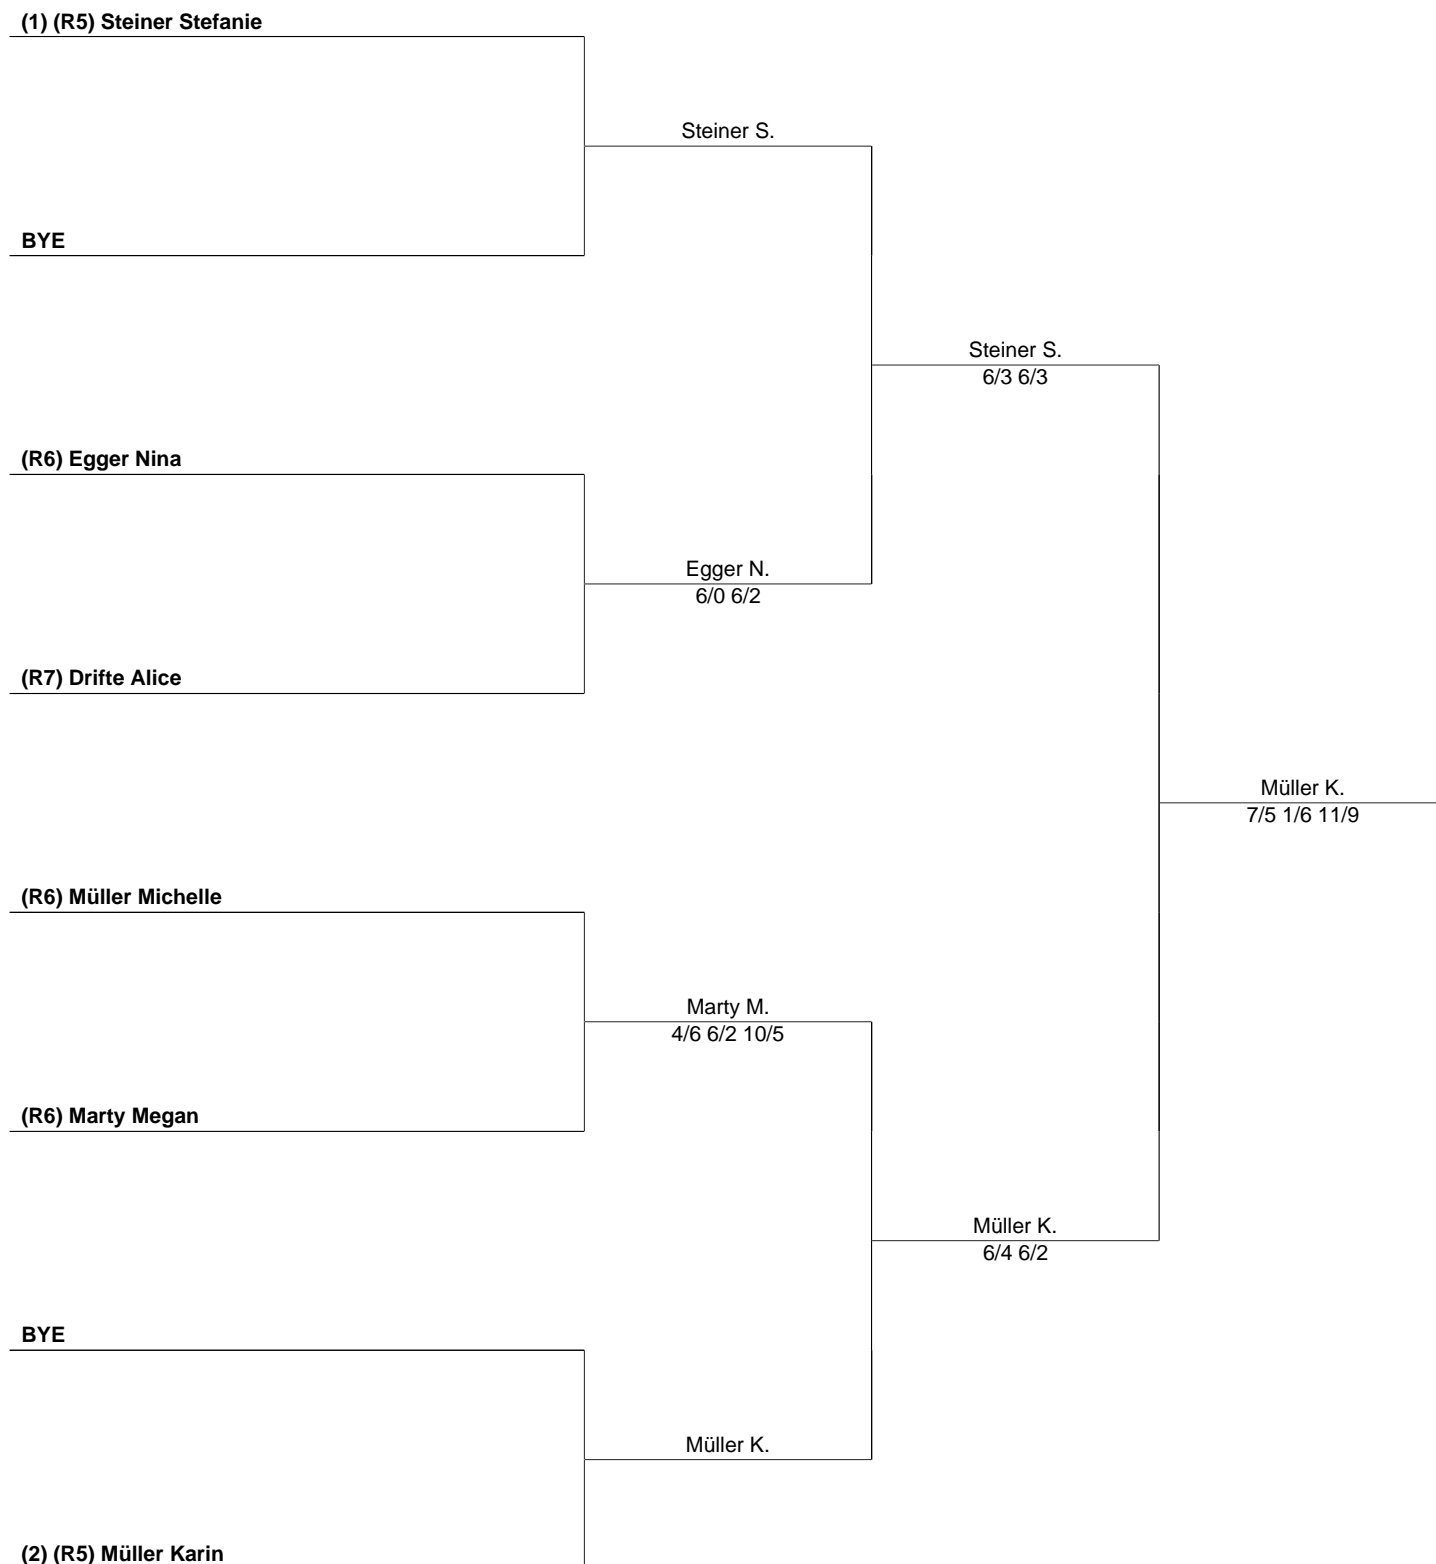 (1) (R5) Steiner Stefanie
Steiner S.
BYE
Steiner S.
6/3 6/3
(R6) Egger Nina
Egger N.
6/0 6/2
(R7) Drifte Alice
Müller K.
7/5 1/6 11/9
(R6) Müller Michelle
Marty M.
4/6 6/2 10/5
(R6) Marty Megan
Müller K.
6/4 6/2
BYE
Müller K.
(2) (R5) Müller Karin